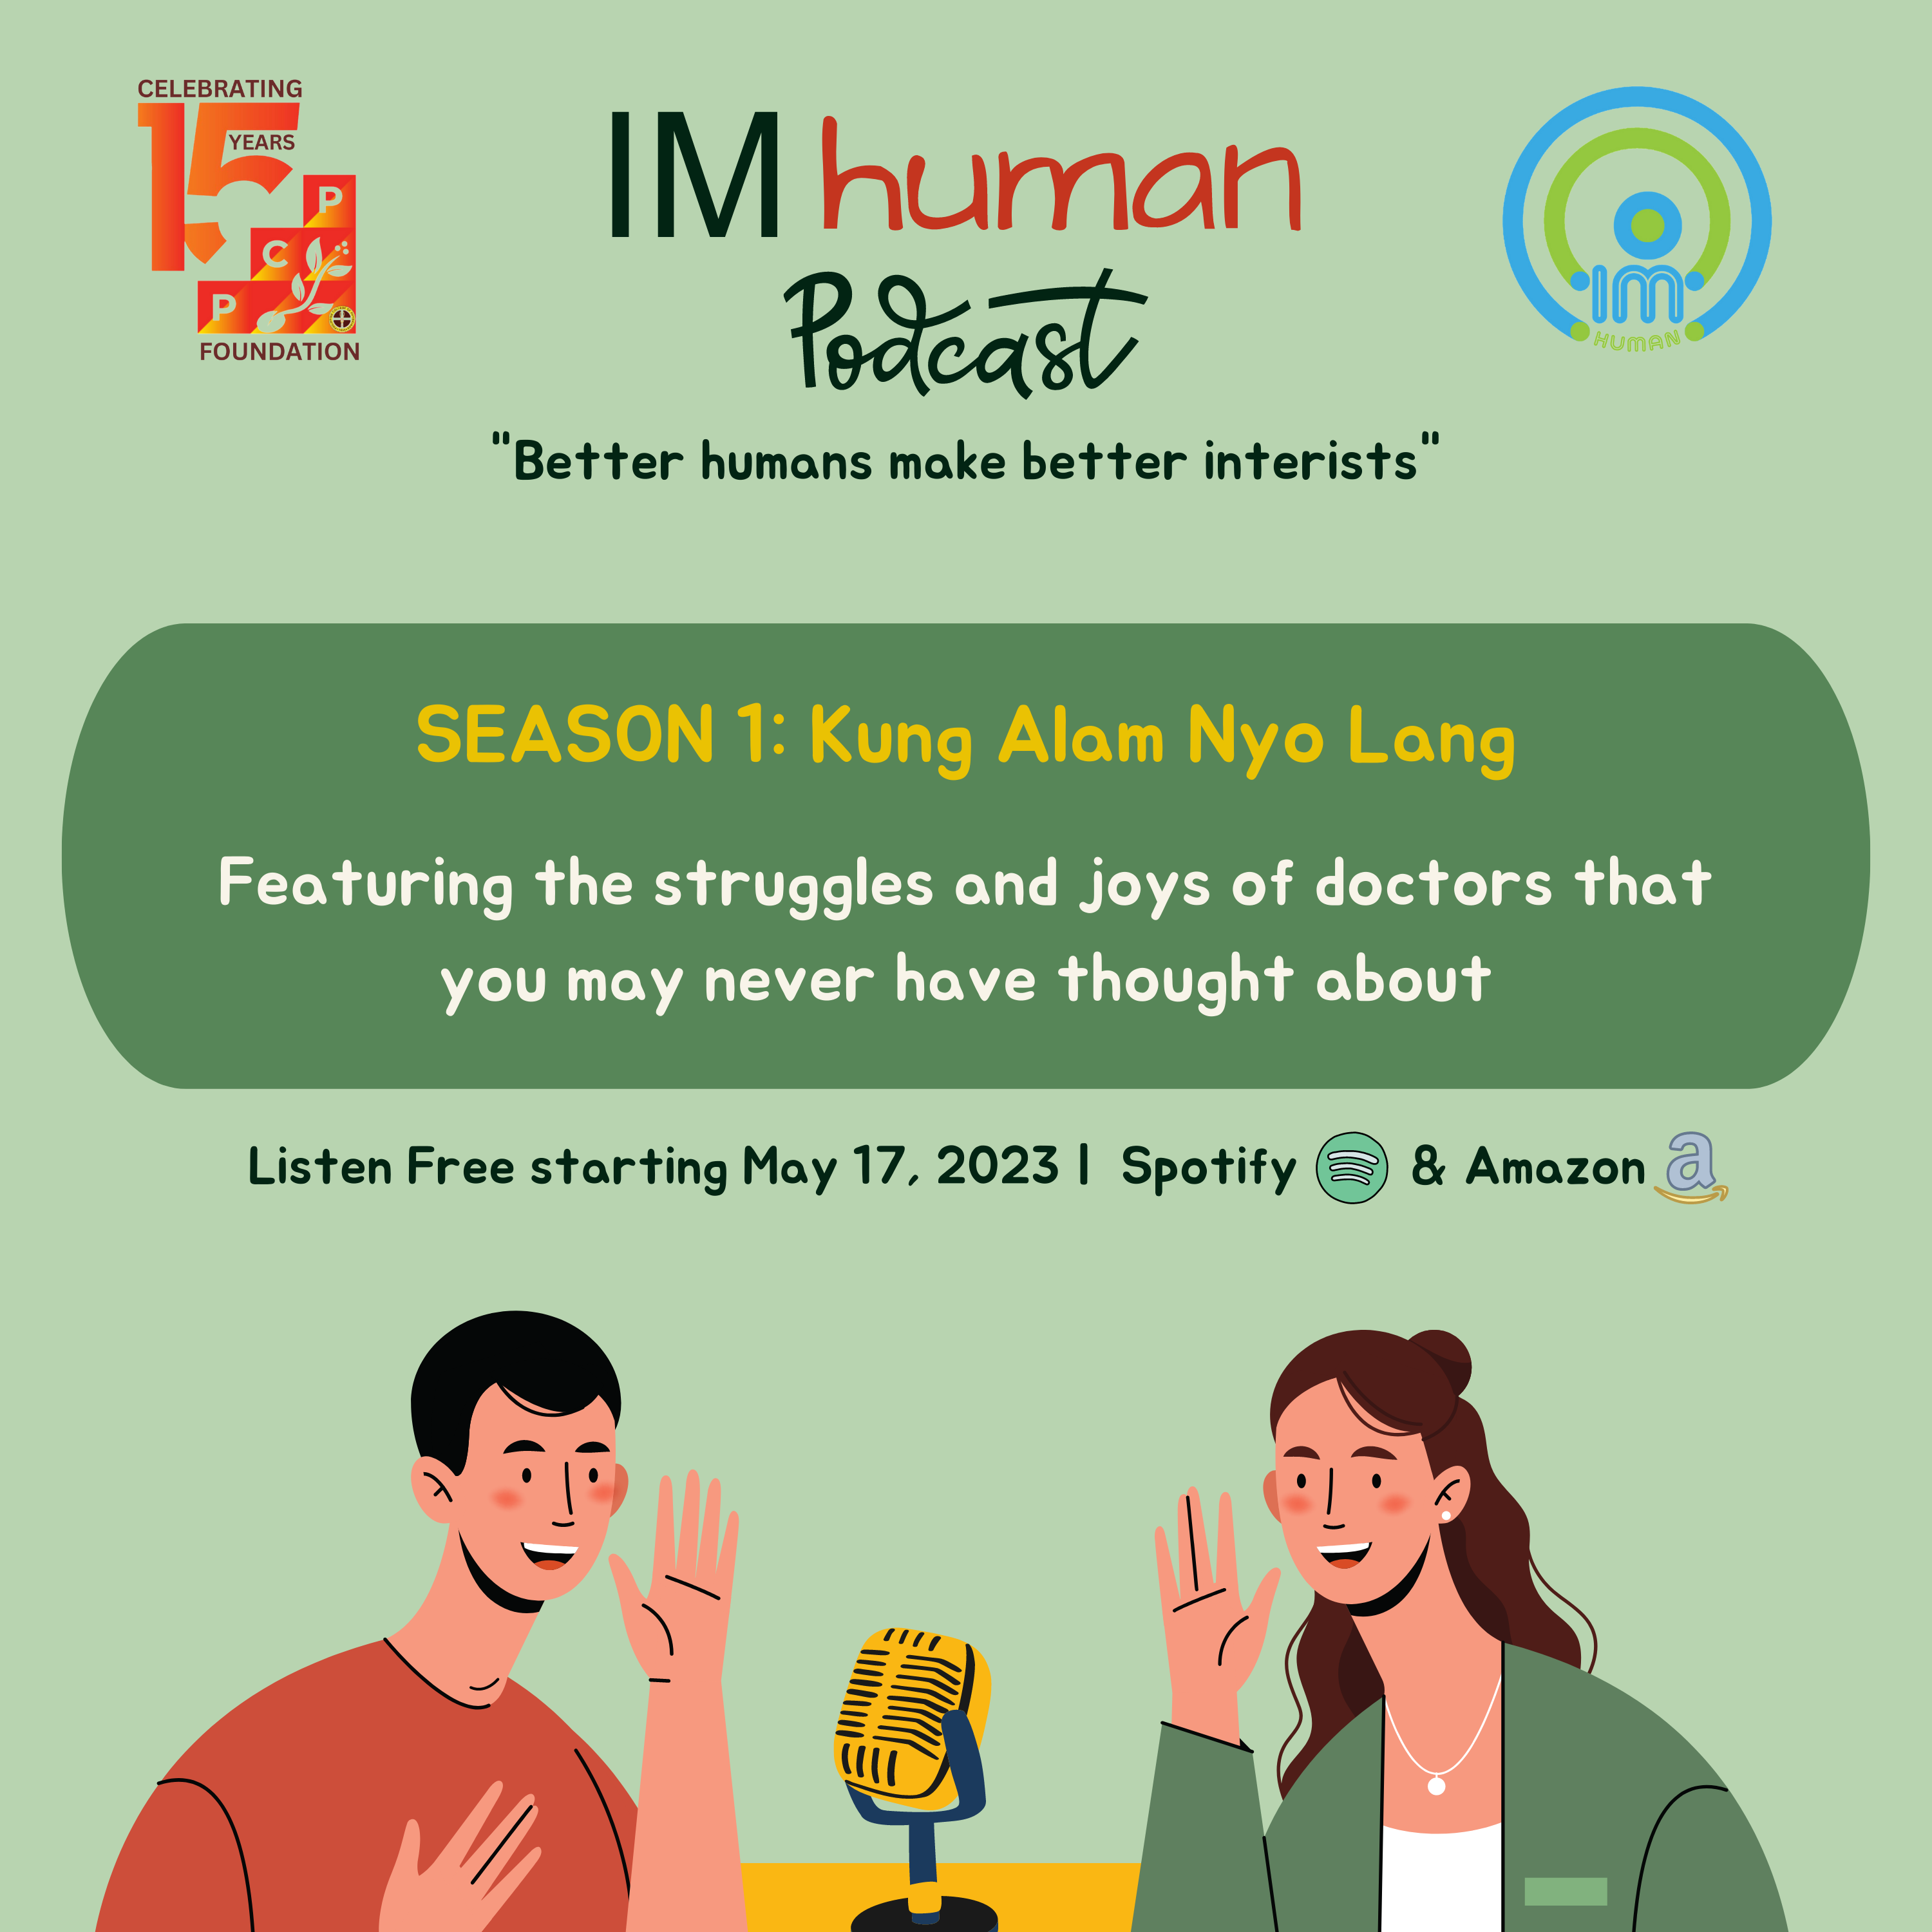 CELEBRATING
15
YEARS
P
C
P
FOUNDATION
IM human
Podcast
im
HUMAN
"Better humans make better interists"
SEASON 1: Kung Alam Nyo Lang
Featuring the struggles and joys of doctors that
you may never have thought about
Listen Free starting May 17, 2023 | Spotify & Amazon a